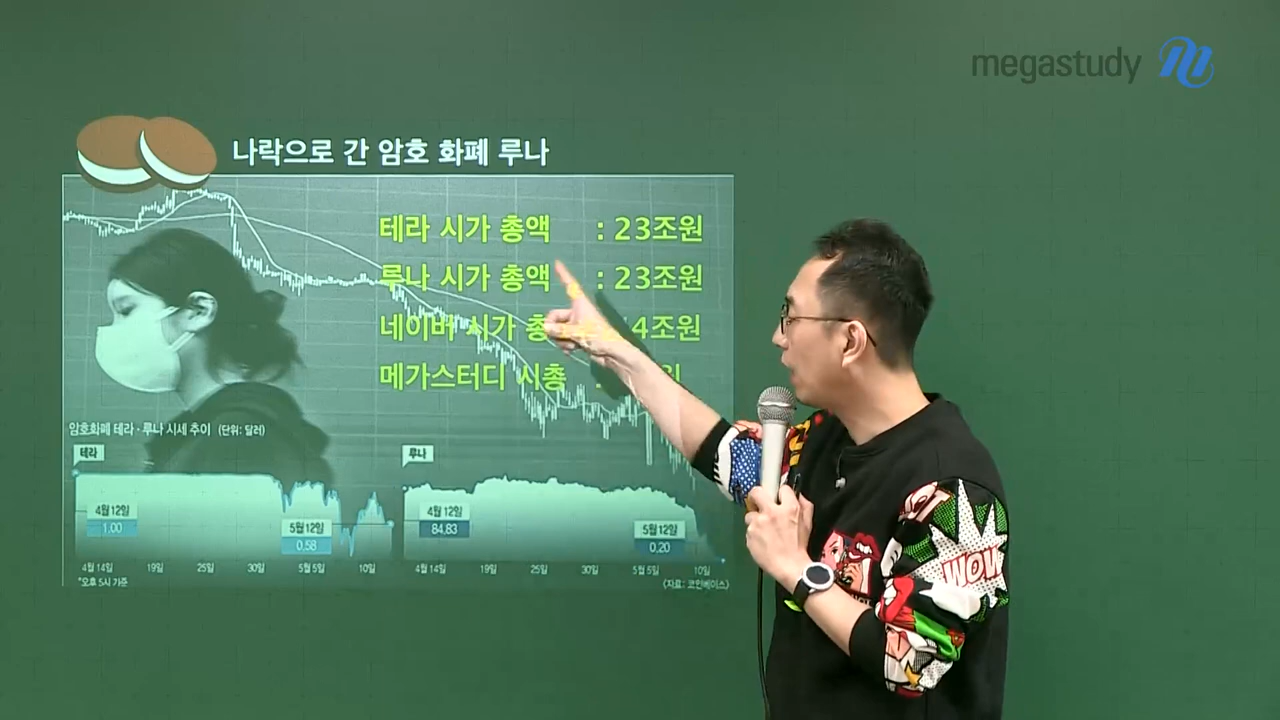 megastudy
나락으로 간 암호 화폐 루나
테라 시가 총액 : 23조원
루나 시가 총액 : 23조원
네이버 시가 총 4조원
메가스터디 시총 :
암호화폐 테라·루나 시세 추이 (단위: 달러)
테라
루나
4월 12일
1.00
5월 12일
0.58
4월 12일
84.83
5월 12일
0.20
4월 14일 19일 25일 30일 5월 5일 10일
4월 14일 19일 25일 30일 5월 5일 10일
*오후 5시 기준
(자료: 코인베이스)
WOW